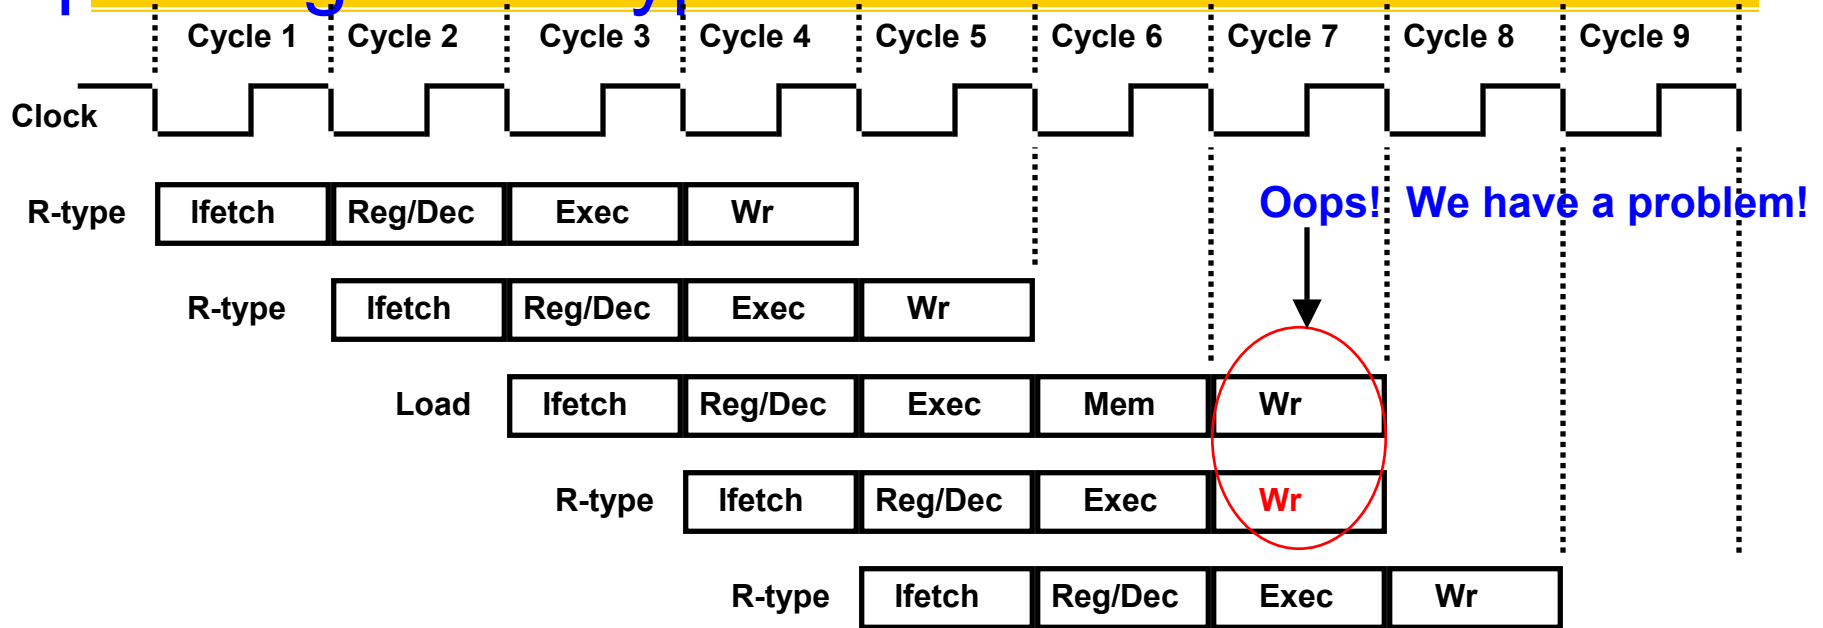 Cycle 1 Cycle 2 Cycle 3 Cycle 4 Cycle 5 Cycle 6 Cycle 7 Cycle 8 Cycle 9
Clock
Oops! We have a problem!
R-type Ifetch Reg/Dec Exec Wr
R-type Ifetch Reg/Dec Exec Wr
Load Ifetch Reg/Dec Exec Mem Wr
R-type Ifetch Reg/Dec Exec Wr
R-type Ifetch Reg/Dec Exec Wr